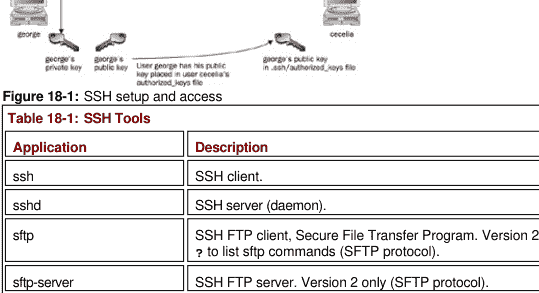 george
cecelia
george's
private key
george's
public key
User george has his public
key placed in user cecelia's
authorized_keys file
george's public key
in .ssh/authorized_keys file
Figure 18-1: SSH setup and access
Table 18-1: SSH Tools
Application Description
ssh SSH client.
sshd SSH server (daemon).
sftp SSH FTP client, Secure File Transfer Program. Version 2
? to list sftp commands (SFTP protocol).
sftp-server SSH FTP server. Version 2 only (SFTP protocol).